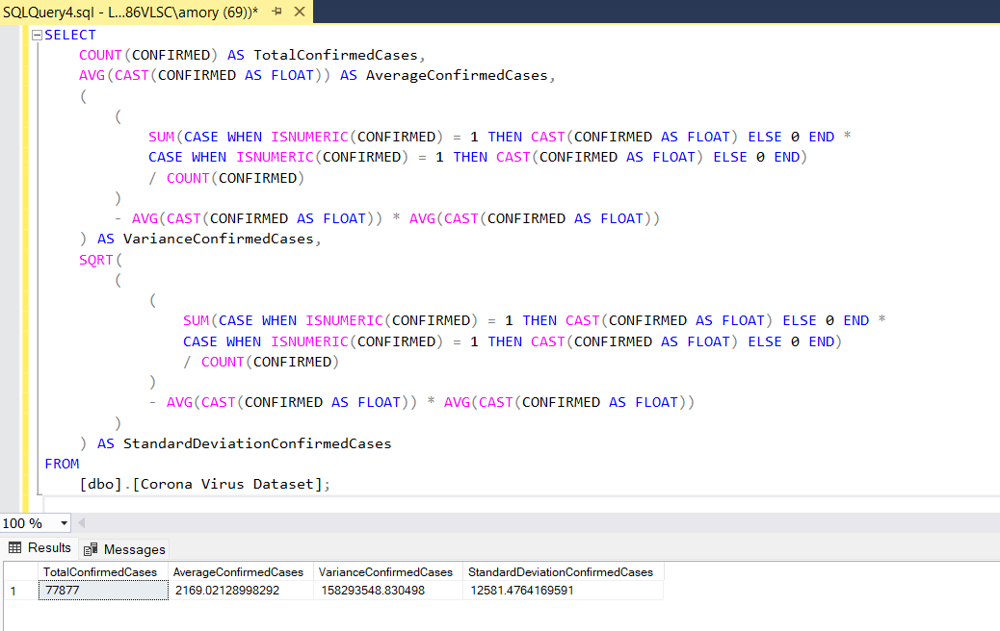 SQLQuery4.sql - L...86VLSC\amory (69))*
SELECT
COUNT(CONFIRMED) AS TotalConfirmedCases,
AVG(CAST(CONFIRMED AS FLOAT)) AS AverageConfirmedCases,
(
(
SUM(CASE WHEN ISNUMERIC(CONFIRMED) = 1 THEN CAST(CONFIRMED AS FLOAT) ELSE 0 END *
CASE WHEN ISNUMERIC(CONFIRMED) = 1 THEN CAST(CONFIRMED AS FLOAT) ELSE 0 END)
/ COUNT(CONFIRMED)
)
- AVG(CAST(CONFIRMED AS FLOAT)) * AVG(CAST(CONFIRMED AS FLOAT))
) AS VarianceConfirmedCases,
SQRT(
(
(
SUM(CASE WHEN ISNUMERIC(CONFIRMED) = 1 THEN CAST(CONFIRMED AS FLOAT) ELSE 0 END *
CASE WHEN ISNUMERIC(CONFIRMED) = 1 THEN CAST(CONFIRMED AS FLOAT) ELSE 0 END)
/ COUNT(CONFIRMED)
)
- AVG(CAST(CONFIRMED AS FLOAT)) * AVG(CAST(CONFIRMED AS FLOAT))
)
) AS StandardDeviationConfirmedCases
FROM
[dbo].[Corona Virus Dataset];
100 %
Results Messages
TotalConfirmedCases AverageConfirmedCases VarianceConfirmedCases StandardDeviationConfirmedCases
1 77877 2169.02128998292 158293548.830498 12581.4764169591